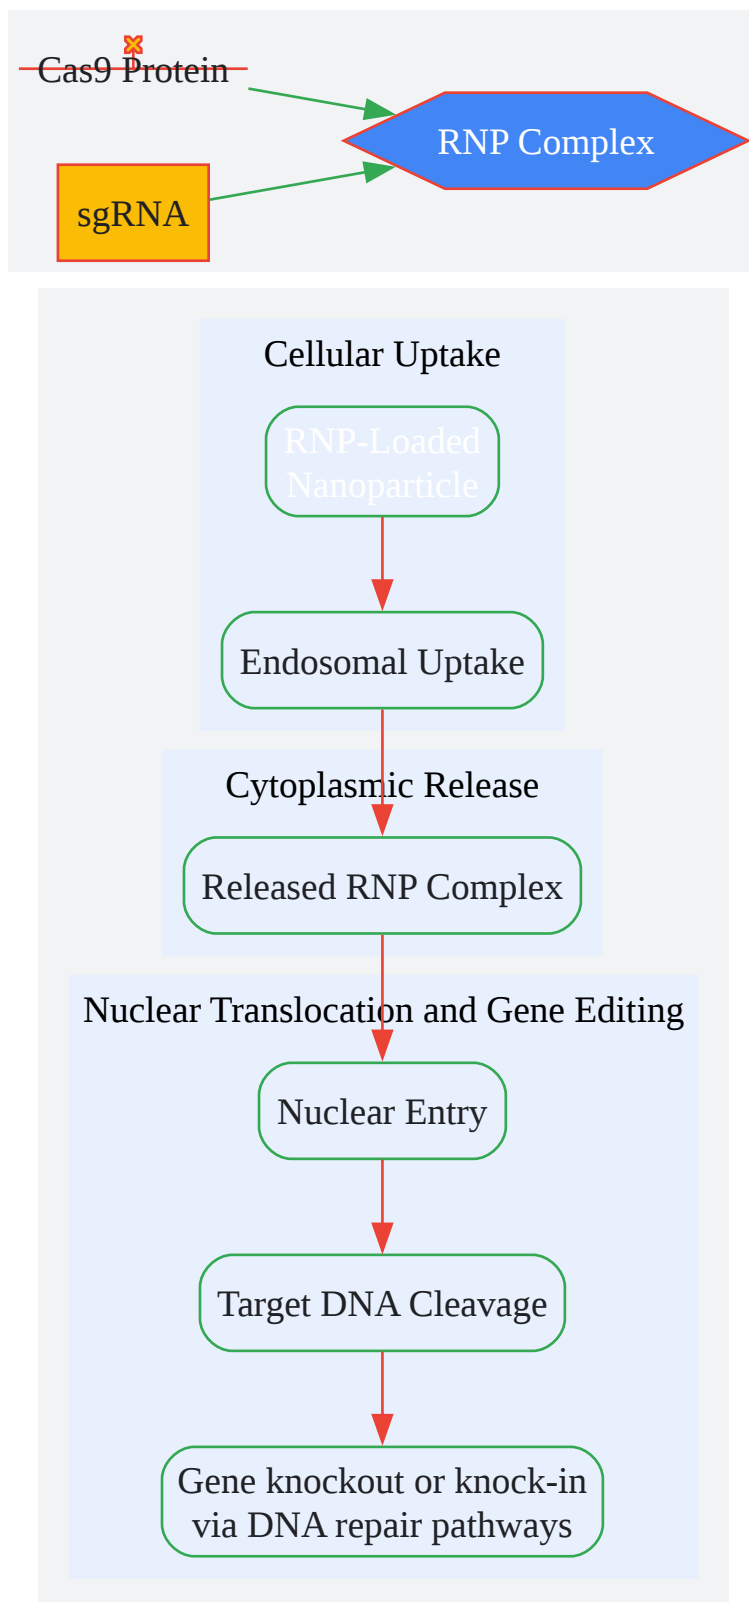 Cas9 Protein
RNP Complex
sgRNA
Cellular Uptake
RNP-Loaded
Nanoparticle
Endosomal Uptake
Cytoplasmic Release
Released RNP Complex
Nuclear Translocation and Gene Editing
Nuclear Entry
Target DNA Cleavage
Gene knockout or knock-in
via DNA repair pathways